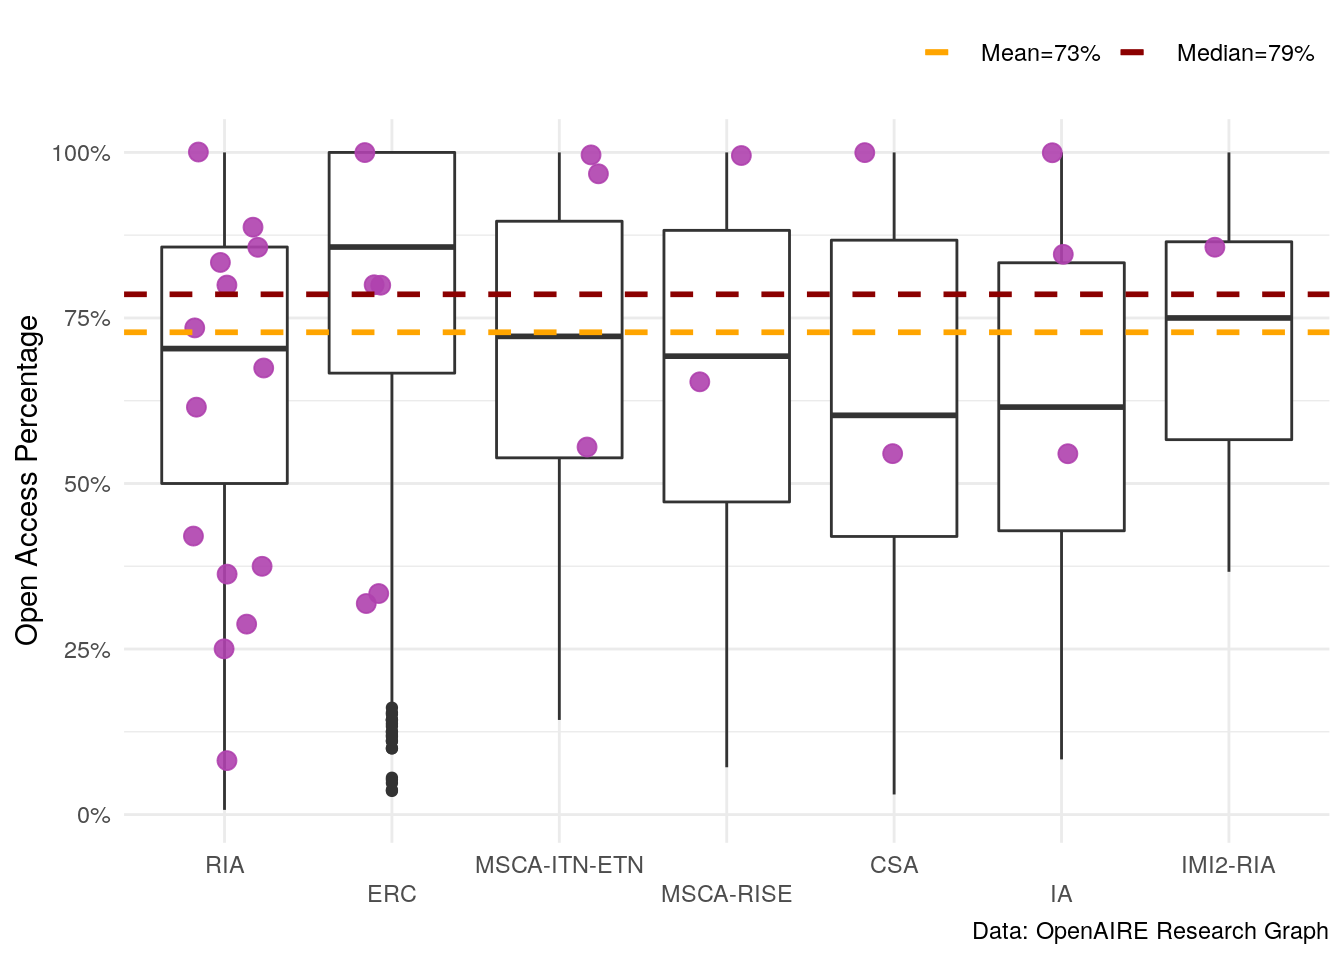 Mean=73% Median=79%
Open Access Percentage
100%
75%
50%
25%
0%
RIA
ERC
MSCA-ITN-ETN
MSCA-RISE
CSA
IA
IMI2-RIA
Data: OpenAIRE Research Graph